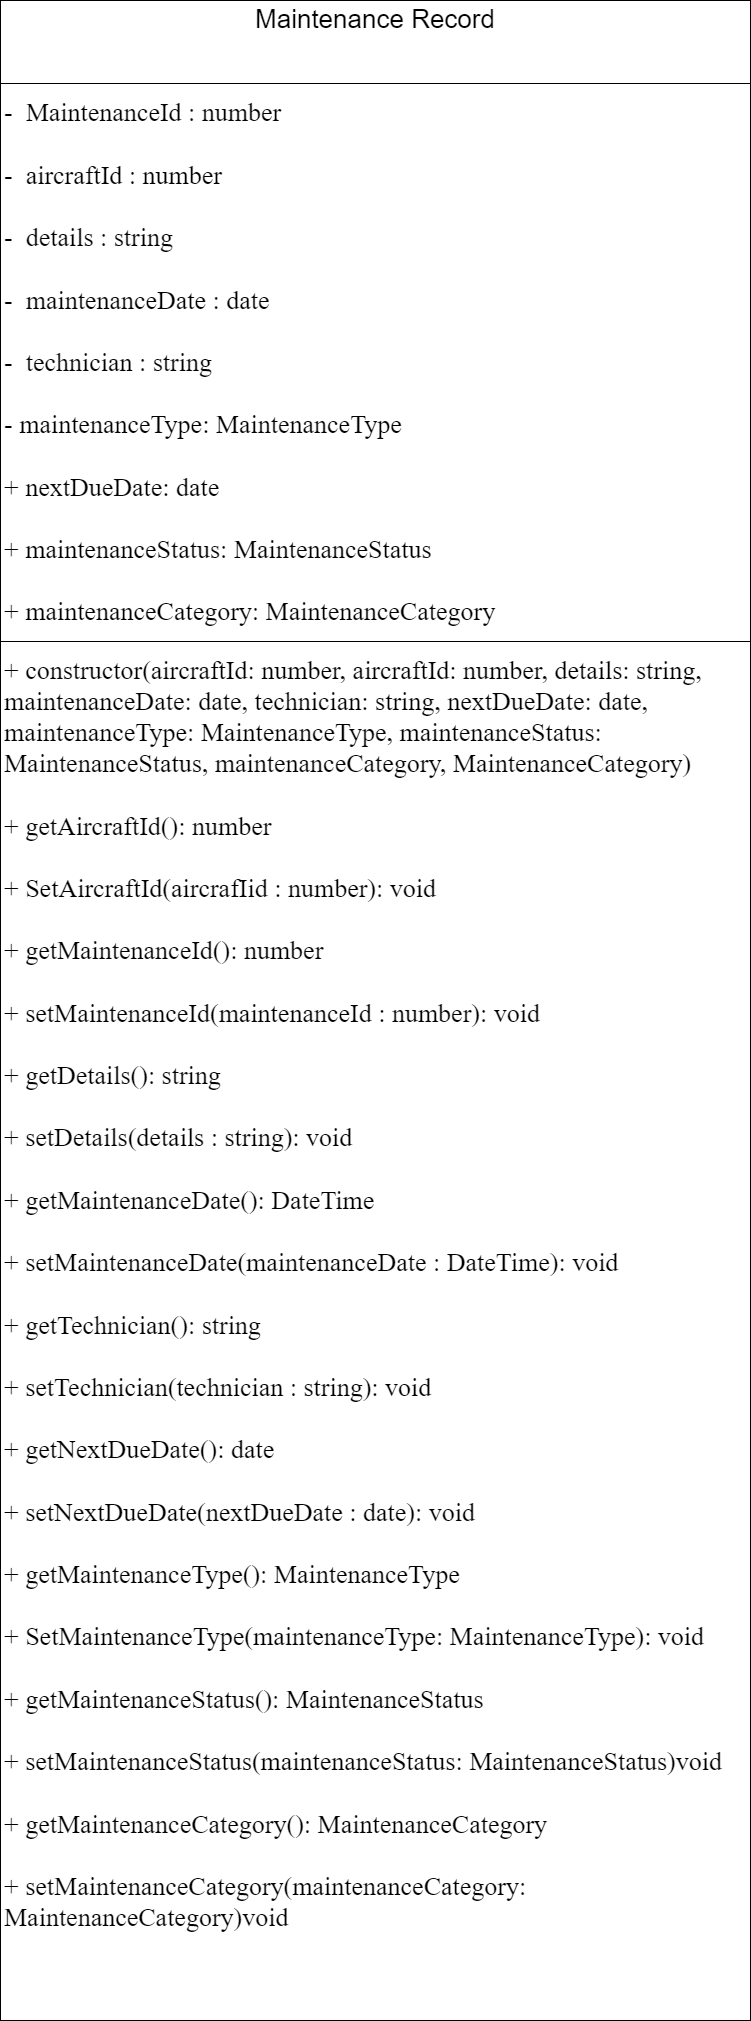 Maintenance Record
-  MaintenanceId : number
-  aircraftId : number
-  details : string
-  maintenanceDate : date
-  technician : string
- maintenanceType: MaintenanceType
+ nextDueDate: date
+ maintenanceStatus: MaintenanceStatus
+ maintenanceCategory: MaintenanceCategory
+ constructor(aircraftId: number, aircraftId: number, details: string,
maintenanceDate: date, technician: string, nextDueDate: date,
maintenanceType: MaintenanceType, maintenanceStatus:
MaintenanceStatus, maintenanceCategory, MaintenanceCategory)
+ getAircraftId(): number
+ SetAircraftId(aircrafIid : number): void
+ getMaintenanceId(): number
+ setMaintenanceId(maintenanceId : number): void
+ getDetails(): string
+ setDetails(details : string): void
+ getMaintenanceDate(): DateTime
+ setMaintenanceDate(maintenanceDate : DateTime): void
+ getTechnician(): string
+ setTechnician(technician : string): void
+ getNextDueDate(): date
+ setNextDueDate(nextDueDate : date): void
+ getMaintenanceType(): MaintenanceType
+ SetMaintenanceType(maintenanceType: MaintenanceType): void
+ getMaintenanceStatus(): MaintenanceStatus
+ setMaintenanceStatus(maintenanceStatus: MaintenanceStatus)void
+ getMaintenanceCategory(): MaintenanceCategory
+ setMaintenanceCategory(maintenanceCategory:
MaintenanceCategory)void